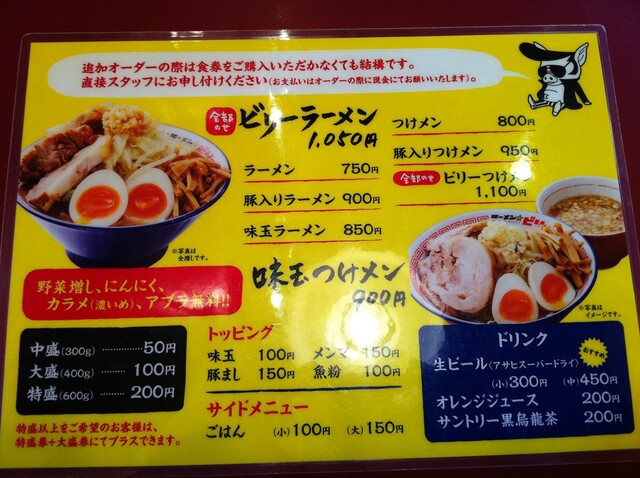 追加オーダーの際は食券をご購入いただかなくても結構です。
直接スタッフにお申し付けください(お支払いはオーダーの際に現金にてお願いいたします)。
全部のせ ビリーラーメン
1,050円
ラーメン 750円
豚入りラーメン 900円
味玉ラーメン 850円
つけメン 800円
豚入りつけメン 950円
全部のせ ビリーつけメン
1,100円
味玉つけメン
900円
※写真は
全増しです。
ラーメン☆ビリー
※写真は
イメージです。
野菜増し、にんにく、
カラメ(濃いめ)、アブラ無料!!
中盛(300g) 50円
大盛(400g) 100円
特盛(600g) 200円
特盛以上をご希望のお客様は、
特盛券+大盛券にてプラスできます。
トッピング
味玉 100円 メンマ 150円
豚まし 150円 魚粉 100円
サイドメニュー
ごはん (小)100円 (大)150円
ドリンク
生ビール(アサヒスーパードライ) おすすめ
(小)300円 (中)450円
オレンジジュース 200円
サントリー黒烏龍茶 200円